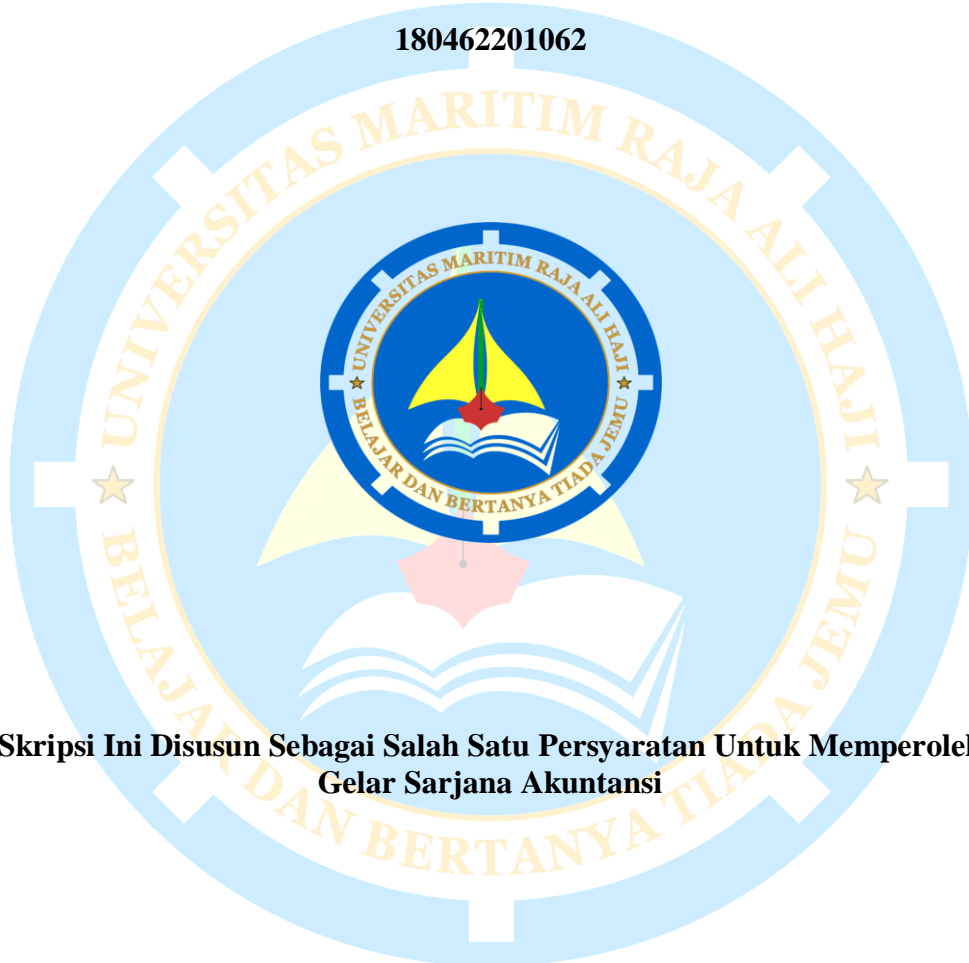 180462201062
UNIVERSITAS MARITIM RAJA ALI HAJI
BELAJAR DAN BERTANYA TIADA JEMU
UNIVERSITAS MARITIM RAJA ALI HAJI
BELAJAR DAN BERTANYA TIADA JEMU
Skripsi Ini Disusun Sebagai Salah Satu Persyaratan Untuk Memperoleh
Gelar Sarjana Akuntansi